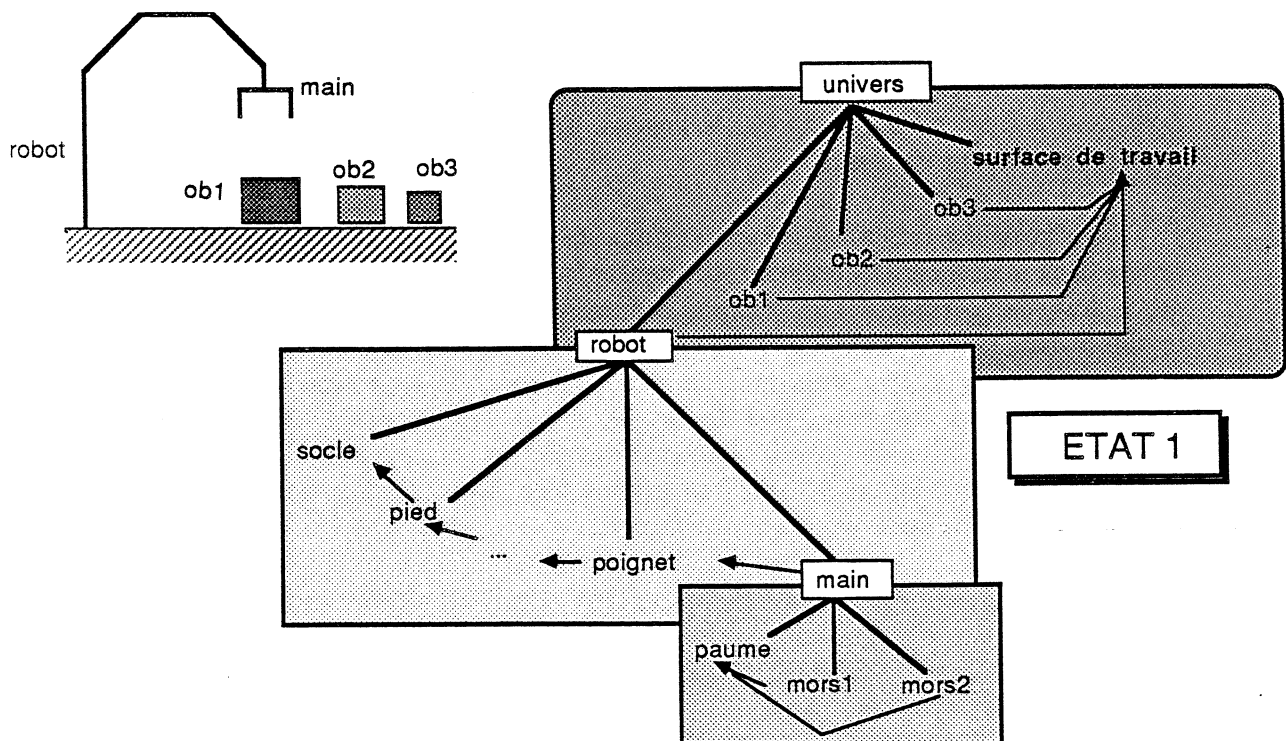 main
robot
ob1
ob2
ob3
univers
surface de travail
ob3
ob2
ob1
robot
ETAT 1
socle
pied
...
poignet
main
paume
mors1
mors2